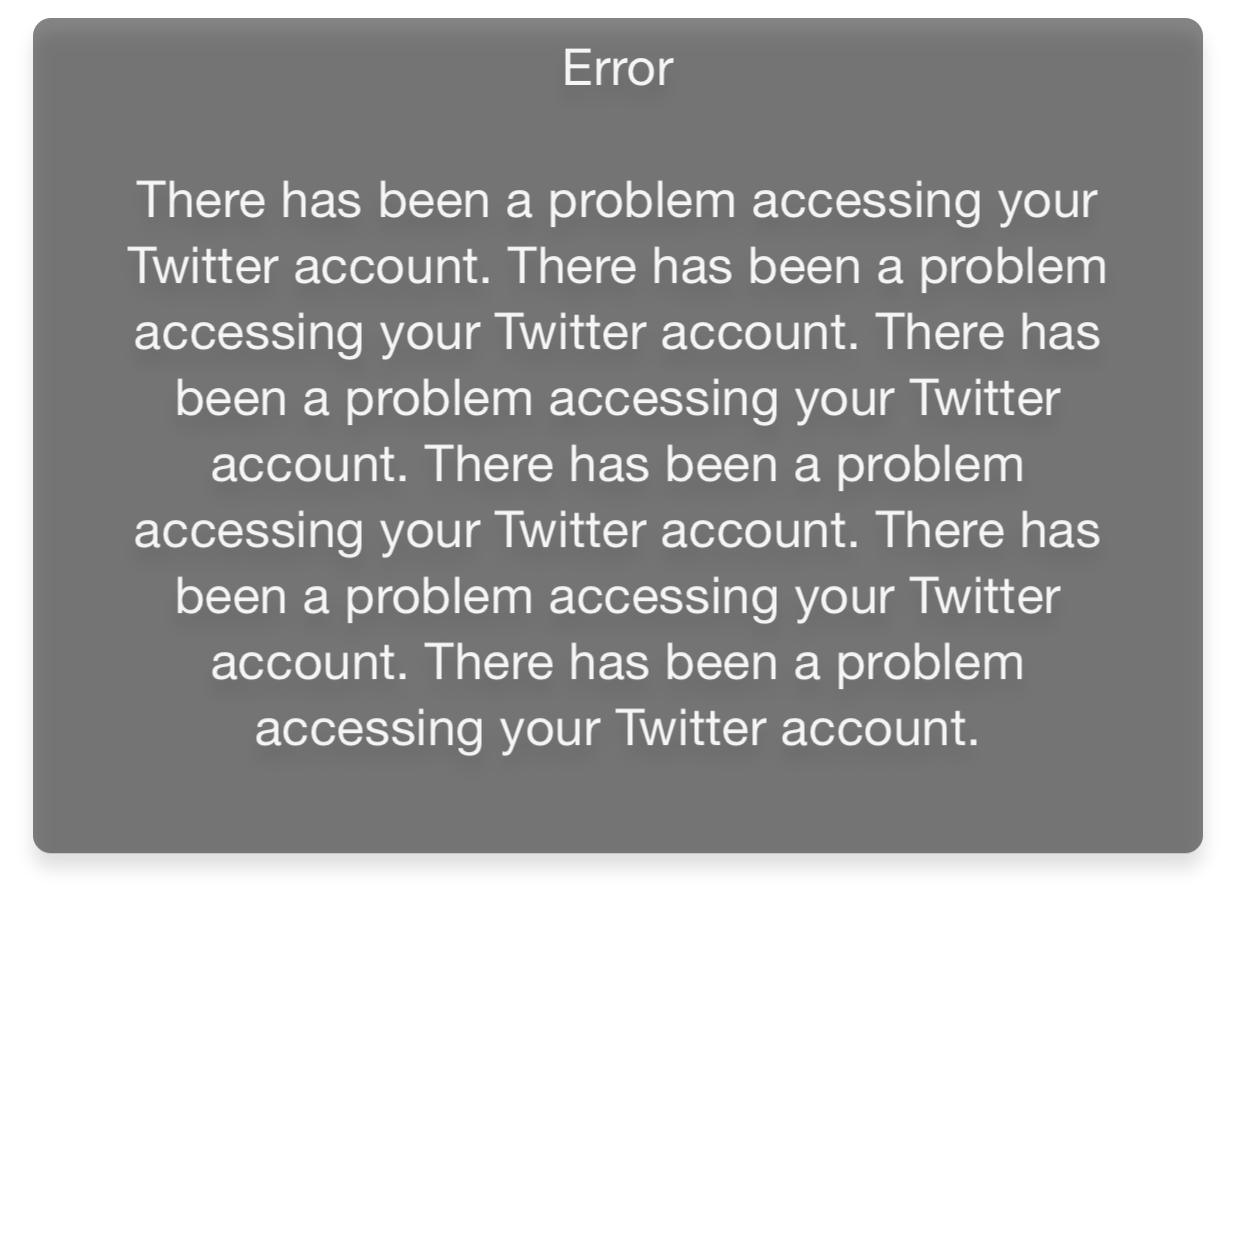 Error
There has been a problem accessing your
Twitter account. There has been a problem
accessing your Twitter account. There has
been a problem accessing your Twitter
account. There has been a problem
accessing your Twitter account. There has
been a problem accessing your Twitter
account. There has been a problem
accessing your Twitter account.